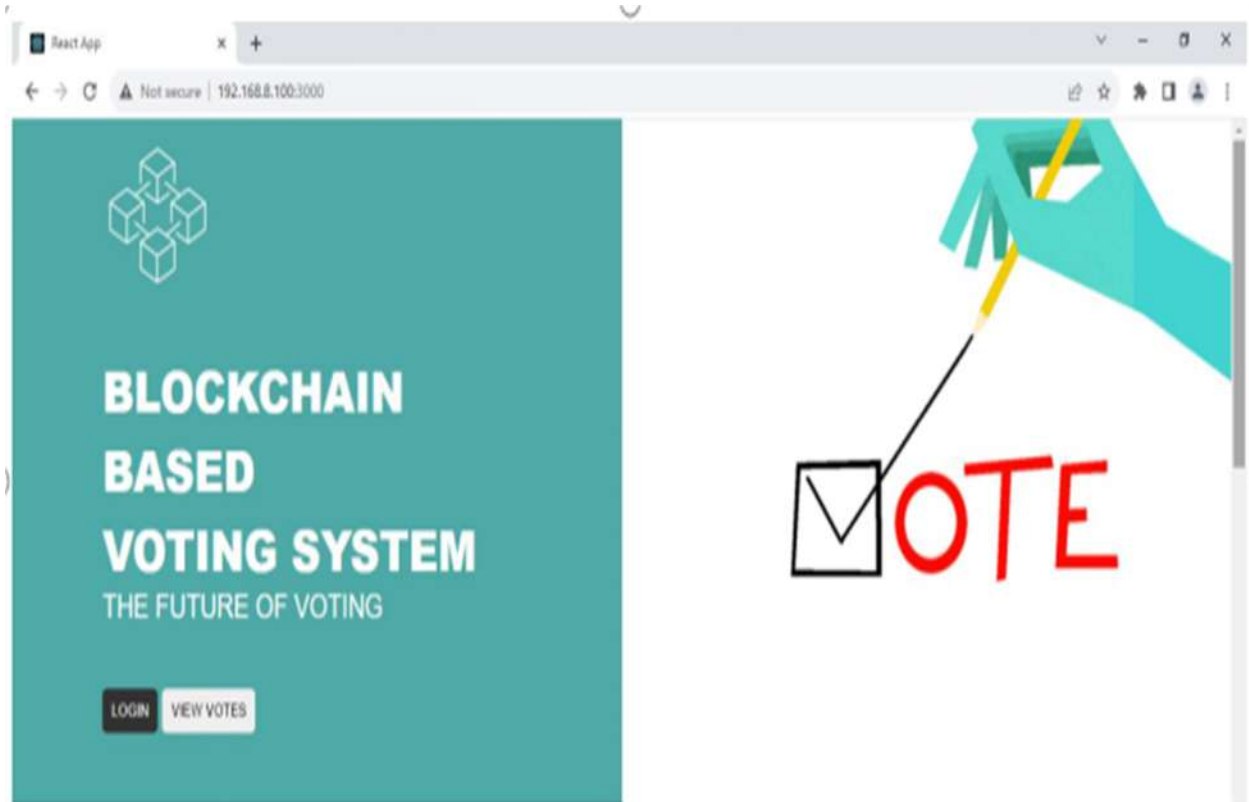 React App
Not secure | 192.168.8.100:3000
BLOCKCHAIN
BASED
VOTING SYSTEM
THE FUTURE OF VOTING
LOGIN VIEW VOTES
VOTE